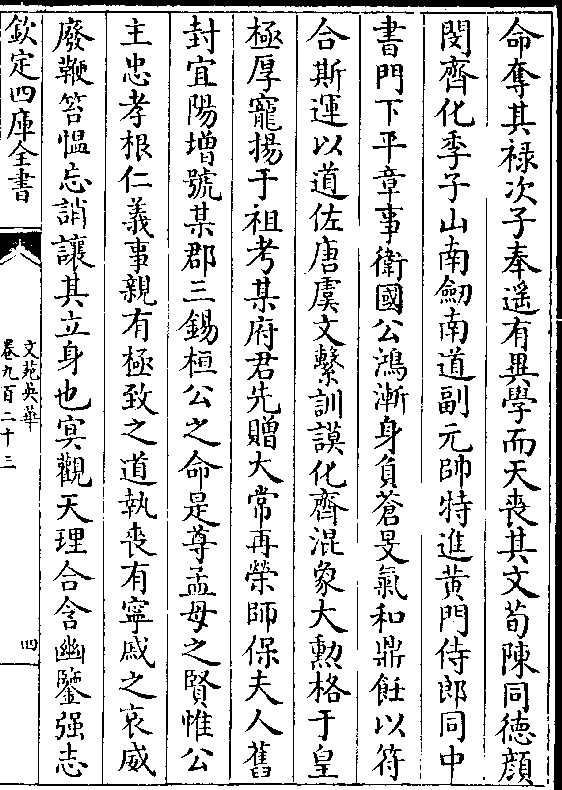 命奪其祿次子奉遥有異學而天喪其文荀陳同德顔
閔齊化季子山南劒南道副元帥特進黄門侍郎同中
書門下平章事衛國公鴻漸身負蒼旻氣和鼎飪以符
合斯運以道佐唐虞文繫訓謨化齊混象大勲格于皇
極厚寵揚于祖考某府君先贈大常再榮師保夫人舊
封宜陽增號某郡三錫桓公之命是尊孟母之賢惟公
主忠孝根仁義事親有極致之道執喪有寧戚之哀威
廢鞭笞愠忘誚讓其立身也冥觀天理合含幽鑒强志
欽定四庫全書
文苑英華
卷九百二十三
四